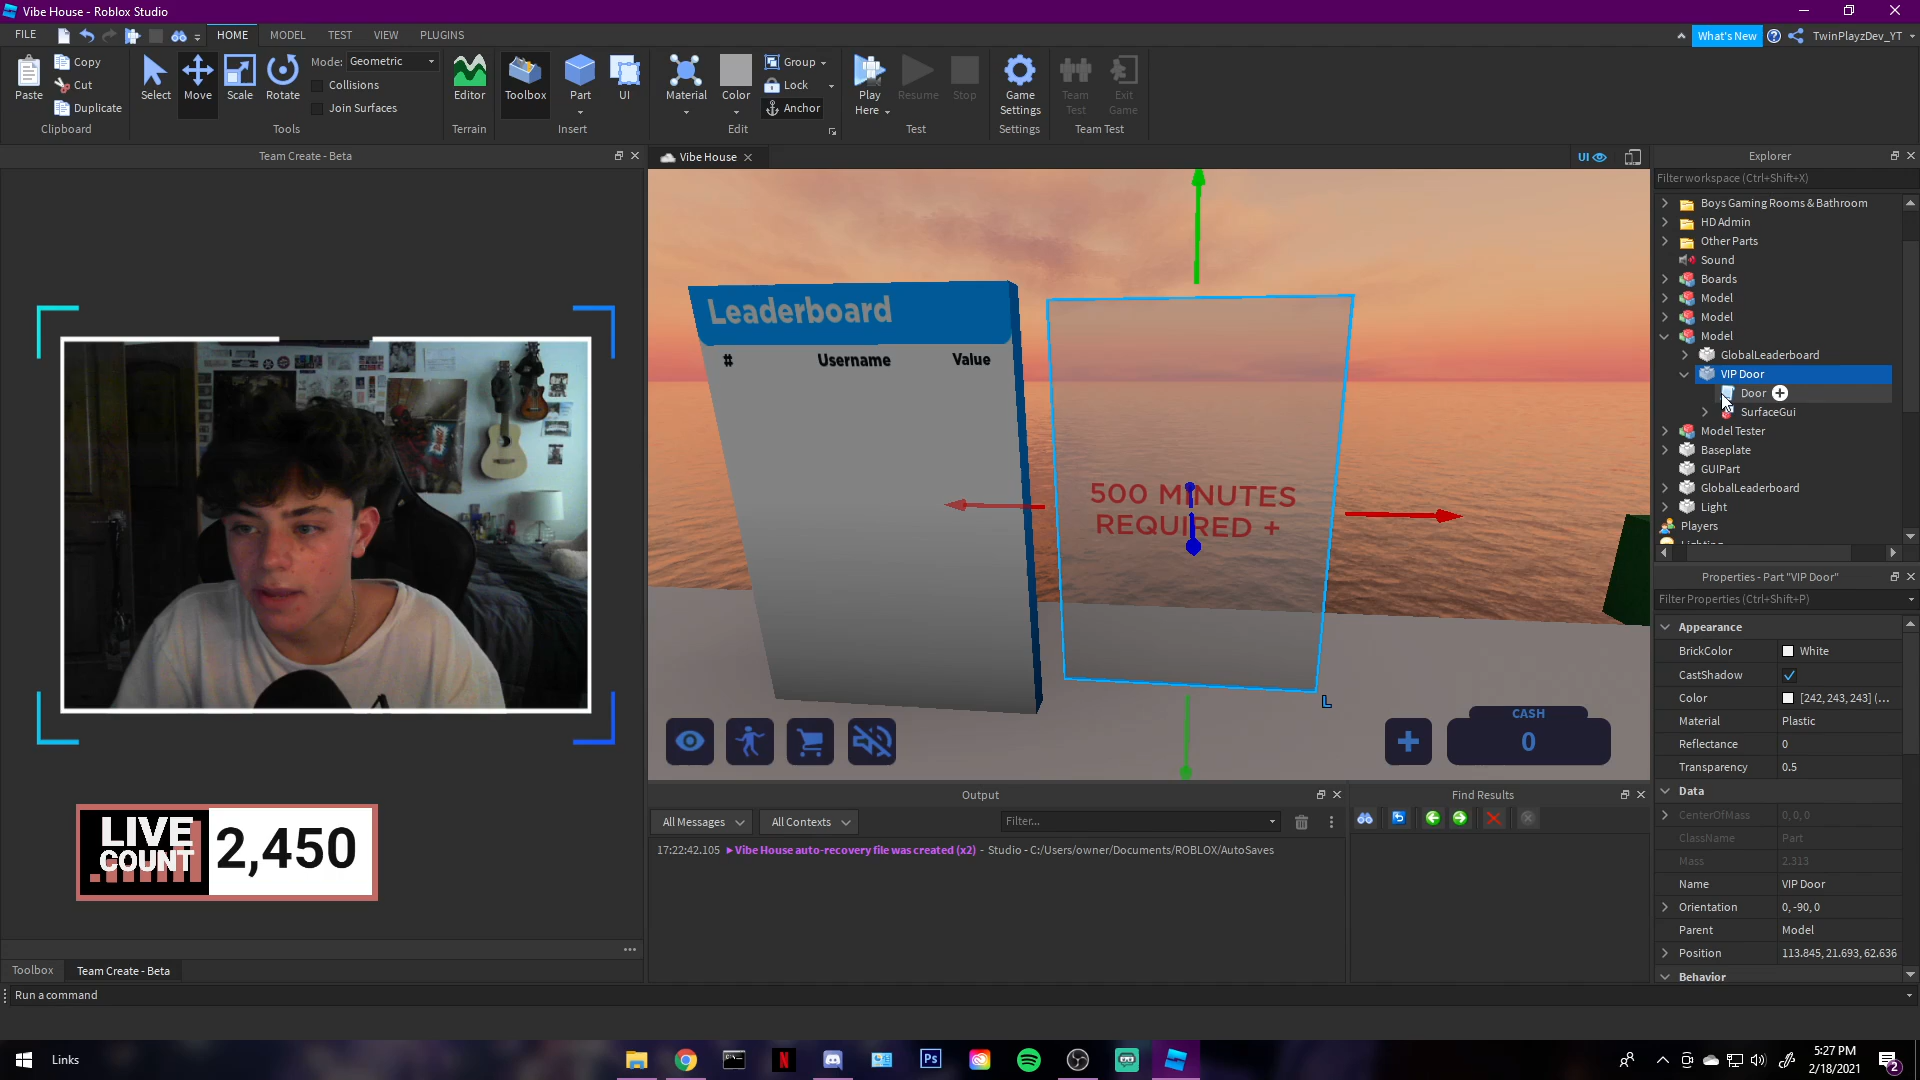 Vibe House - Roblox Studio
FILE
HOME
MODEL
TEST
VIEW
PLUGINS
What's New
TwinPlayzDev_YT
Paste
Copy
Cut
Duplicate
Clipboard
Select
Move
Scale
Rotate
Mode:
Geometric
Collisions
Join Surfaces
Tools
Editor
Terrain
Toolbox
Part
UI
Insert
Material
Color
Group
Lock
Anchor
Edit
Play
Here
Resume
Stop
Test
Game
Settings
Settings
Team
Test
Exit
Game
Team Test
Team Create - Beta
Vibe House
UI
Explorer
Filter workspace (Ctrl+Shift+X)
Boys Gaming Rooms & Bathroom
HD Admin
Other Parts
Sound
Boards
Model
Model
Model
GlobalLeaderboard
VIP Door
Door
SurfaceGui
Model Tester
Baseplate
GUIPart
GlobalLeaderboard
Light
Players
Leaderboard
# Username Value
500 MINUTES
REQUIRED +
CASH
0
LIVE
COUNT
2,450
Properties - Part "VIP Door"
Filter Properties (Ctrl+Shift+P)
Appearance
BrickColor White
CastShadow
Color [242, 243, 243] (...
Material Plastic
Reflectance 0
Transparency 0.5
Data
CenterOfMass 0, 0, 0
ClassName Part
Mass 2.313
Name VIP Door
Orientation 0, -90, 0
Parent Model
Position 113.845, 21.693, 62.636
Behavior
Output
All Messages
All Contexts
Filter...
17:22:42.105 Vibe House auto-recovery file was created (x2) - Studio - C:/Users/owner/Documents/ROBLOX/AutoSaves
Find Results
Toolbox
Team Create - Beta
Run a command
Links
Ps
5:27 PM
2/18/2021
2